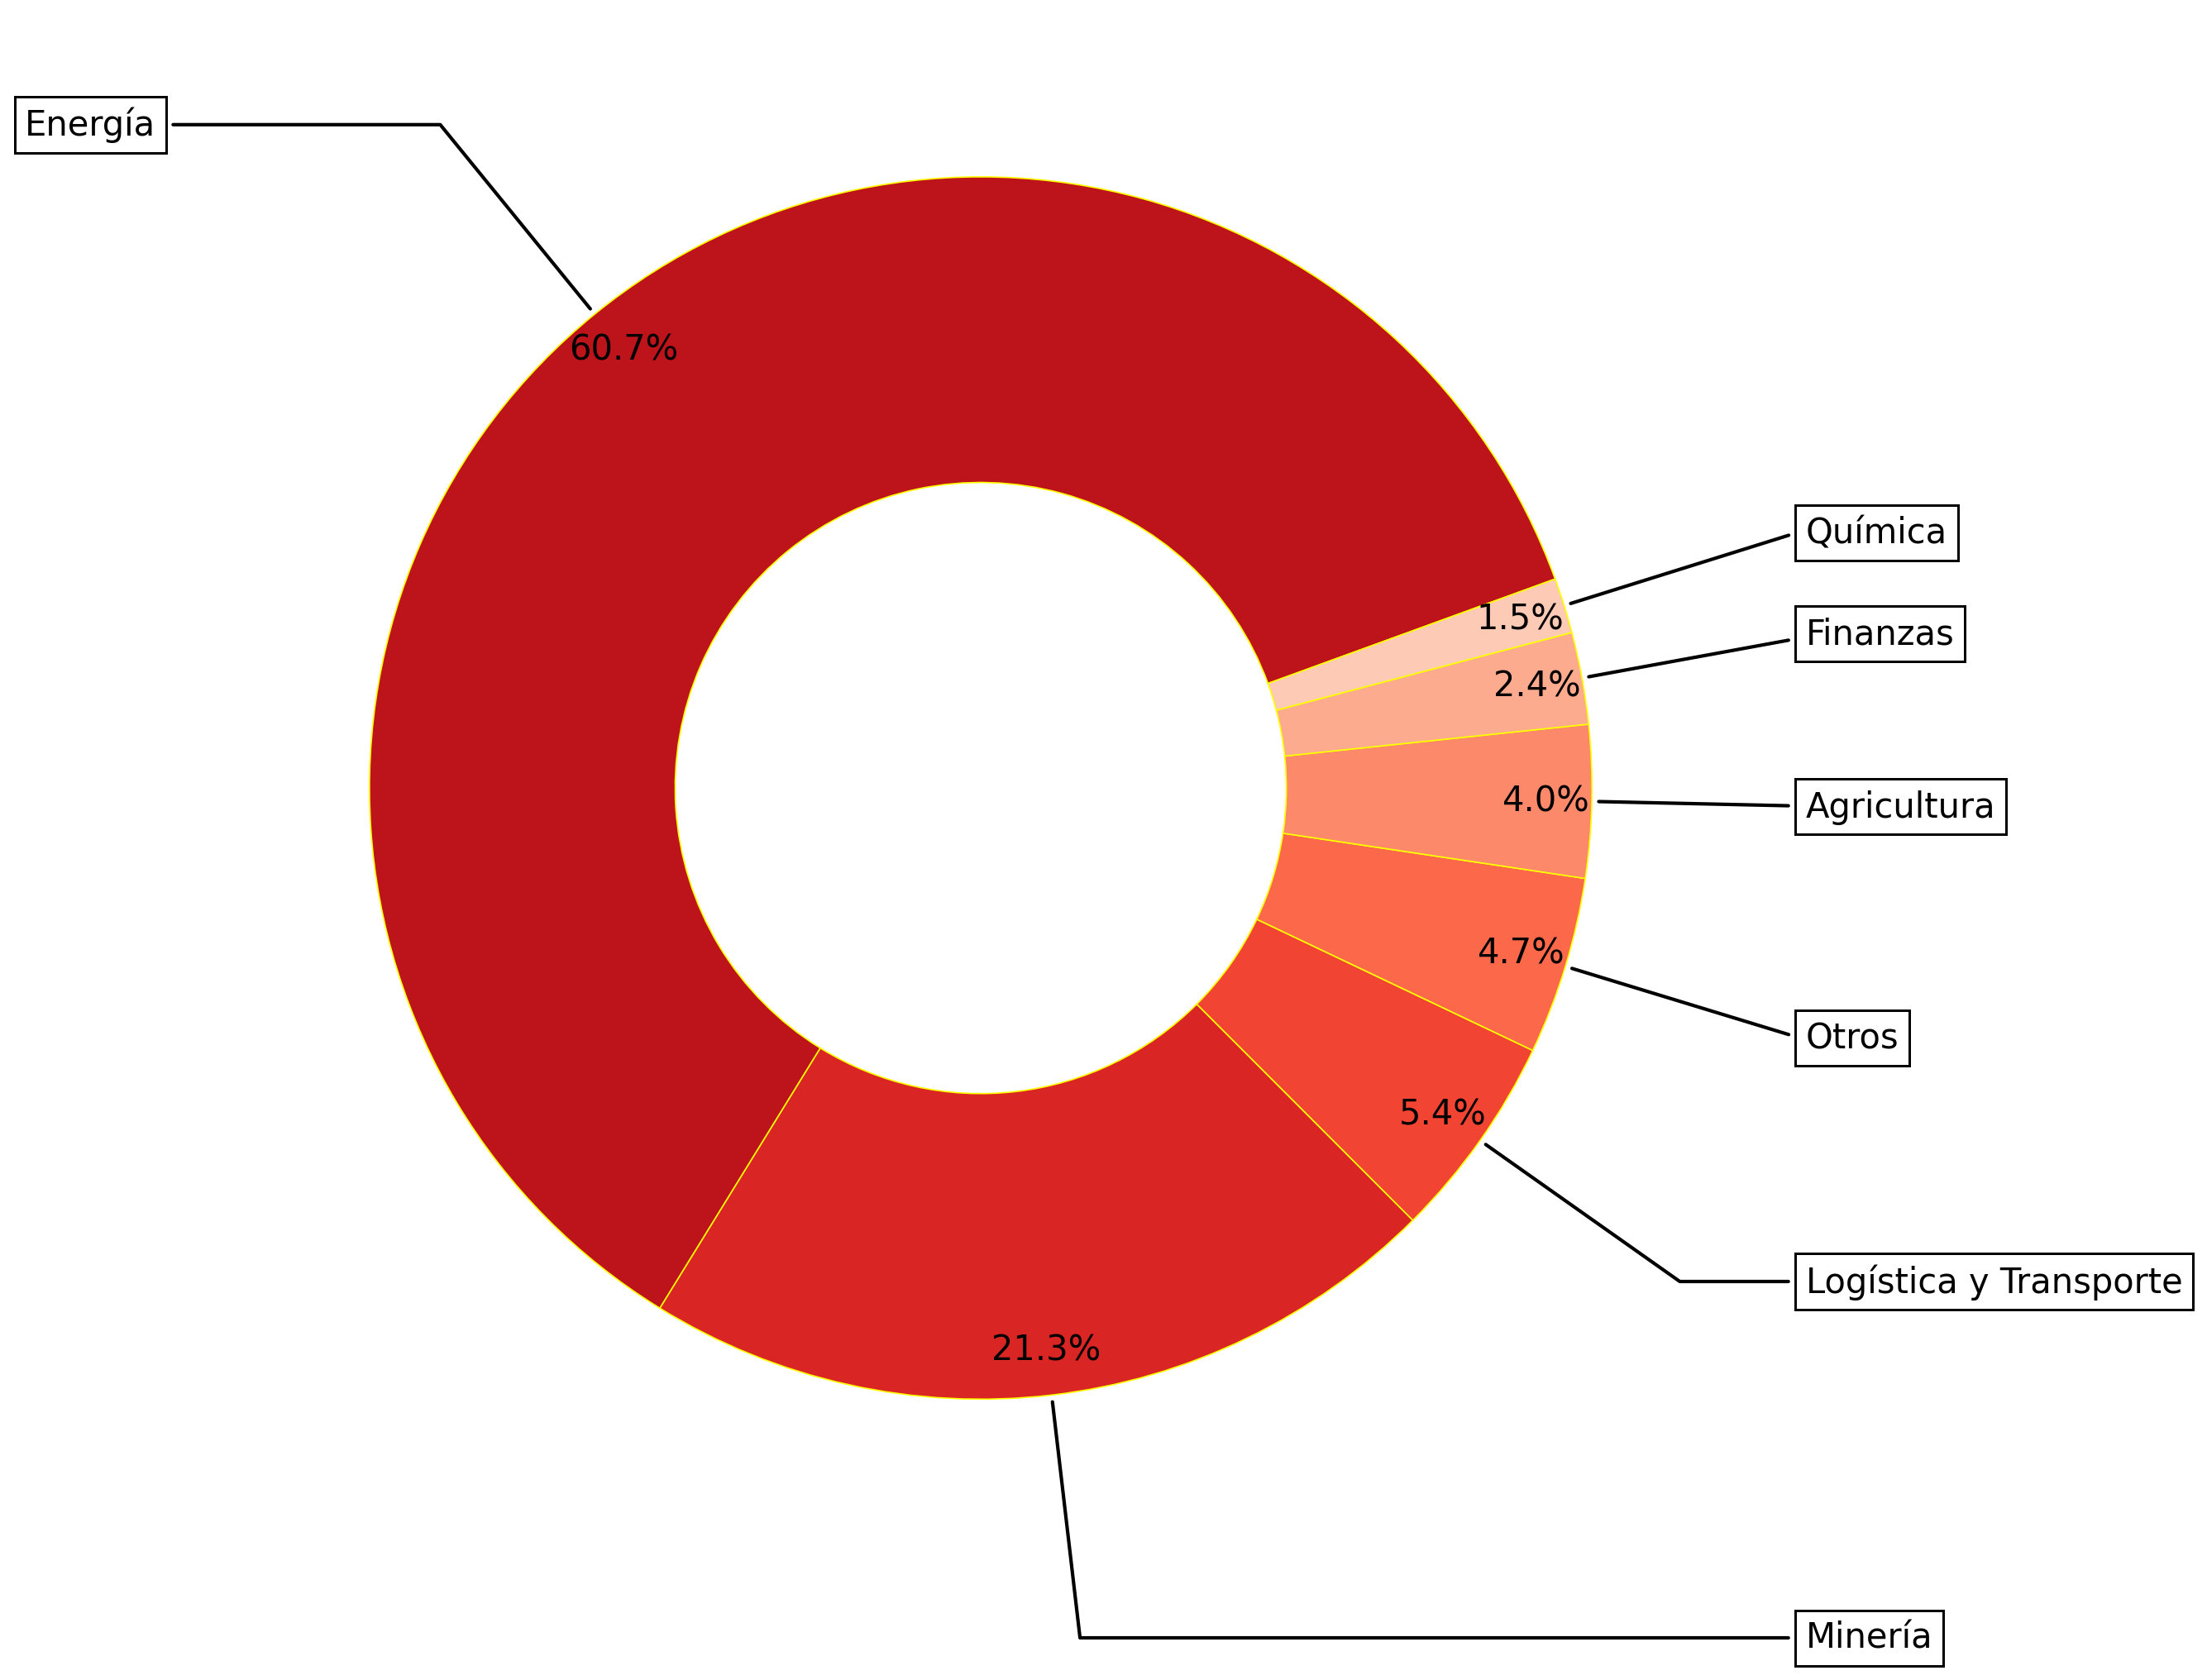 Energía
60.7%
Química
1.5%
Finanzas
2.4%
Agricultura
4.0%
4.7%
Otros
5.4%
Logística y Transporte
21.3%
Minería